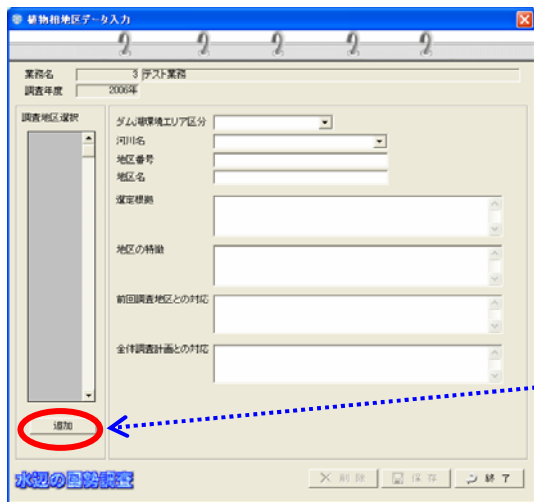 植物相地区データ入力
業務名 3 テスト業務
調査年度 2006年
調査地区選択
ダム湖環境エリア区分
河川名
地区番号
地区名
選定根拠
地区の特徴
前回調査地区との対応
全体調査計画との対応
追加
水辺の国勢調査
削除 保存 終了